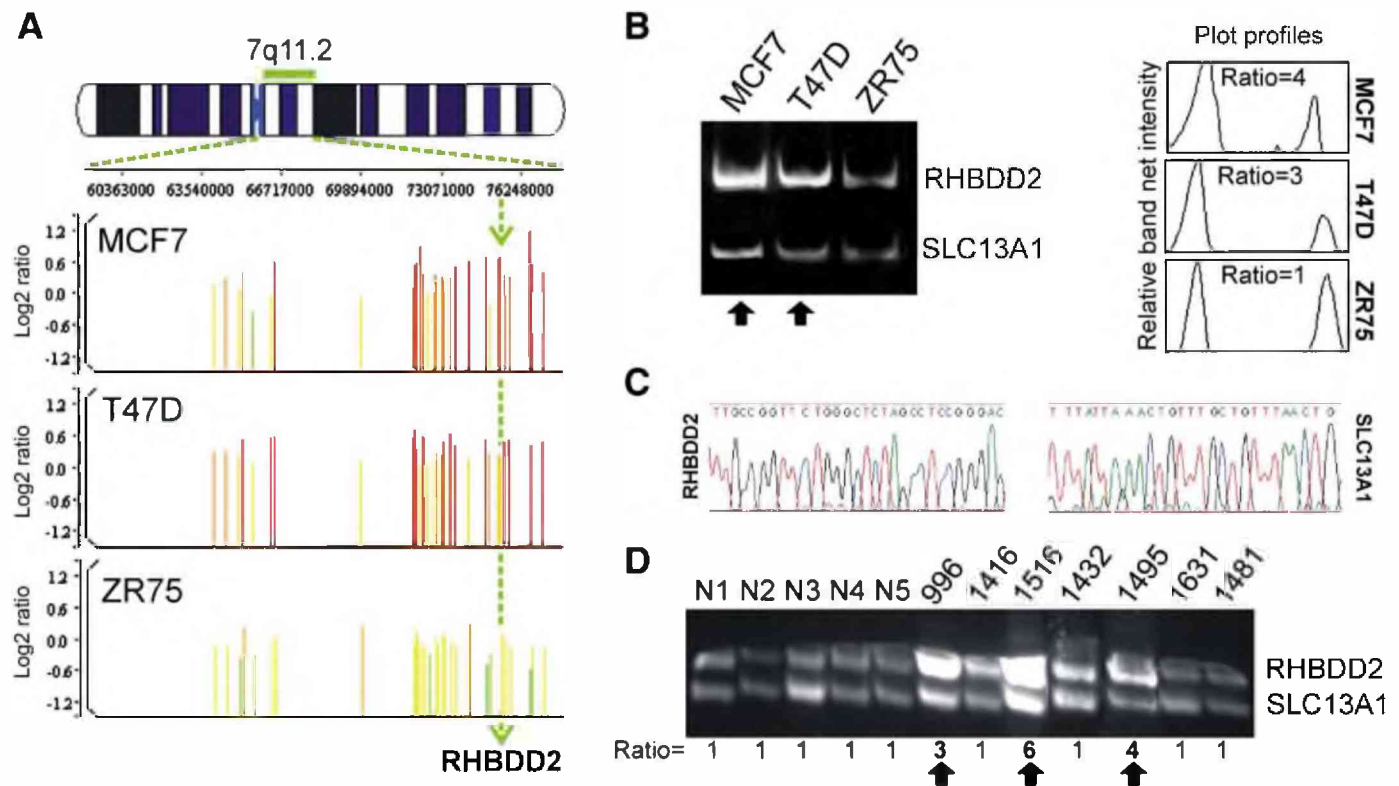 A
7q11.2
60363000 63540000 66717000 69894000 73071000 76248000
Log2 ratio
1.2
0.0
-0.6
-1.2
MCF7
Log2 ratio
1.2
0.6
0.0
-0.6
-1.2
T47D
Log2 ratio
1.2
0.6
0.0
-0.6
-1.2
ZR75
RHBDD2
B
MCF7 T47D ZR75
RHBDD2
SLC13A1
Plot profiles
Relative band net intensity
Ratio=4
MCF7
Ratio=3
T47D
Ratio=1
ZR75
C
RHBDD2
TTGCCGGTTCTGGGCTCTAGCCTCCGGGAC
TTTATTAAACTGTTTGCTGTTTAACTG
SLC13A1
D
N1 N2 N3 N4 N5 996 1416 1516 1432 1495 1631 1481
RHBDD2
SLC13A1
Ratio= 1 1 1 1 1 3 1 6 1 4 1 1